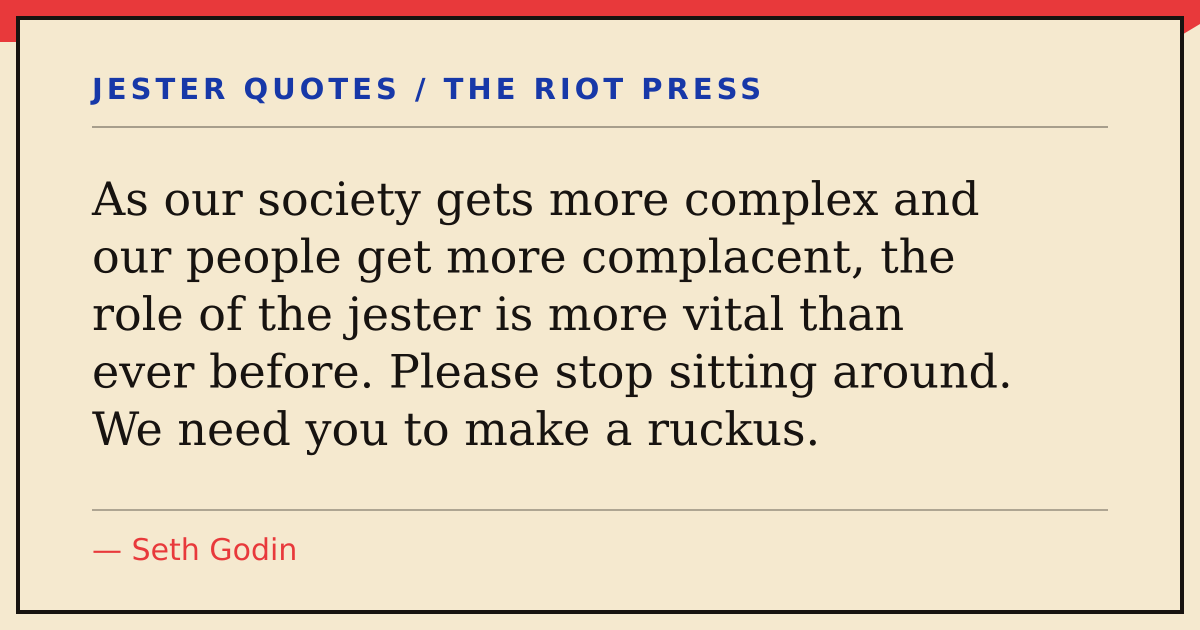 JESTER QUOTES / THE RIOT PRESS
As our society gets more complex and
our people get more complacent, the
role of the jester is more vital than
ever before. Please stop sitting around.
We need you to make a ruckus.
— Seth Godin